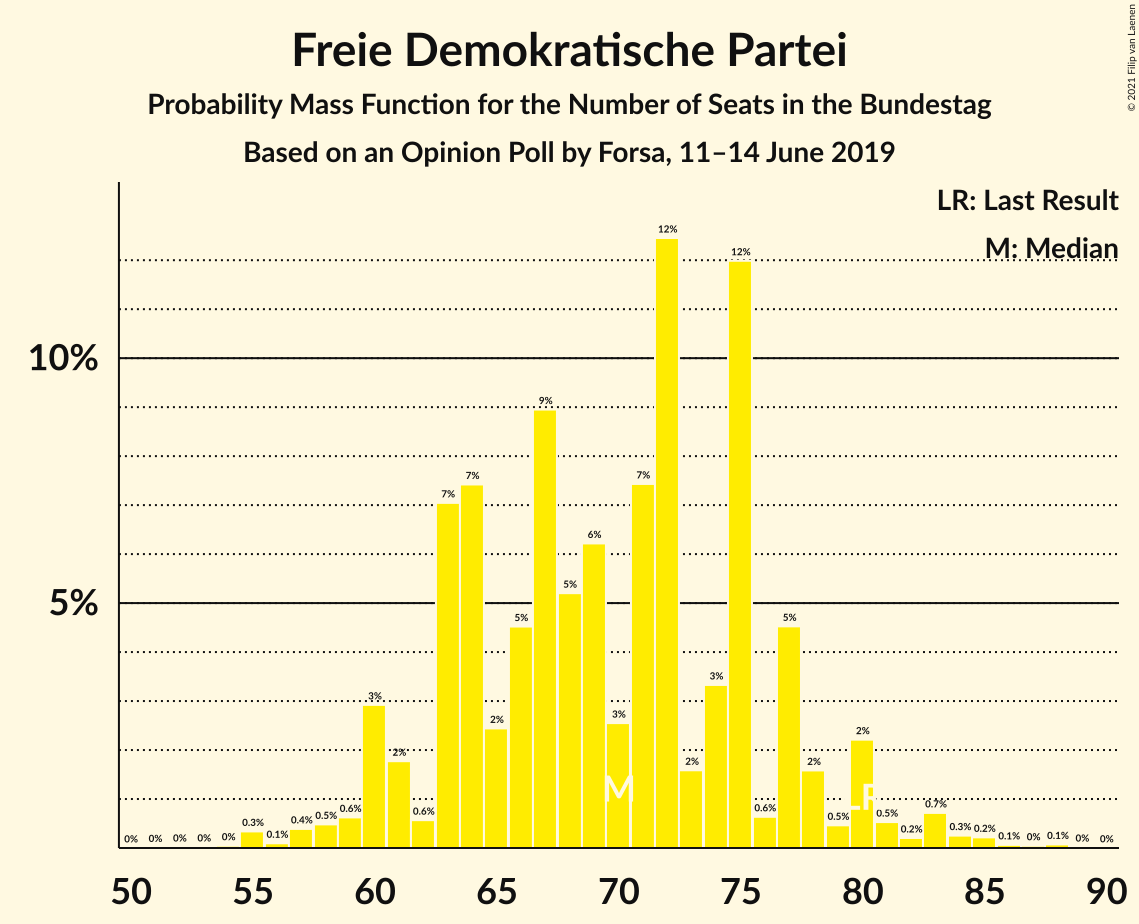 Freie Demokratische Partei
Probability Mass Function for the Number of Seats in the Bundestag
Based on an Opinion Poll by Forsa, 11–14 June 2019
© 2021 Filip van Laenen
LR: Last Result
M: Median
10%
5%
0% 0% 0% 0% 0% 0.3% 0.1% 0.4% 0.5% 0.6% 3% 2% 0.6% 7% 7% 2% 5% 9% 5% 6% 3% 7% 12% 2% 3% 12% 0.6% 5% 2% 0.5% 2% 0.5% 0.2% 0.7% 0.3% 0.2% 0.1% 0% 0.1% 0% 0%
M LR
50 55 60 65 70 75 80 85 90